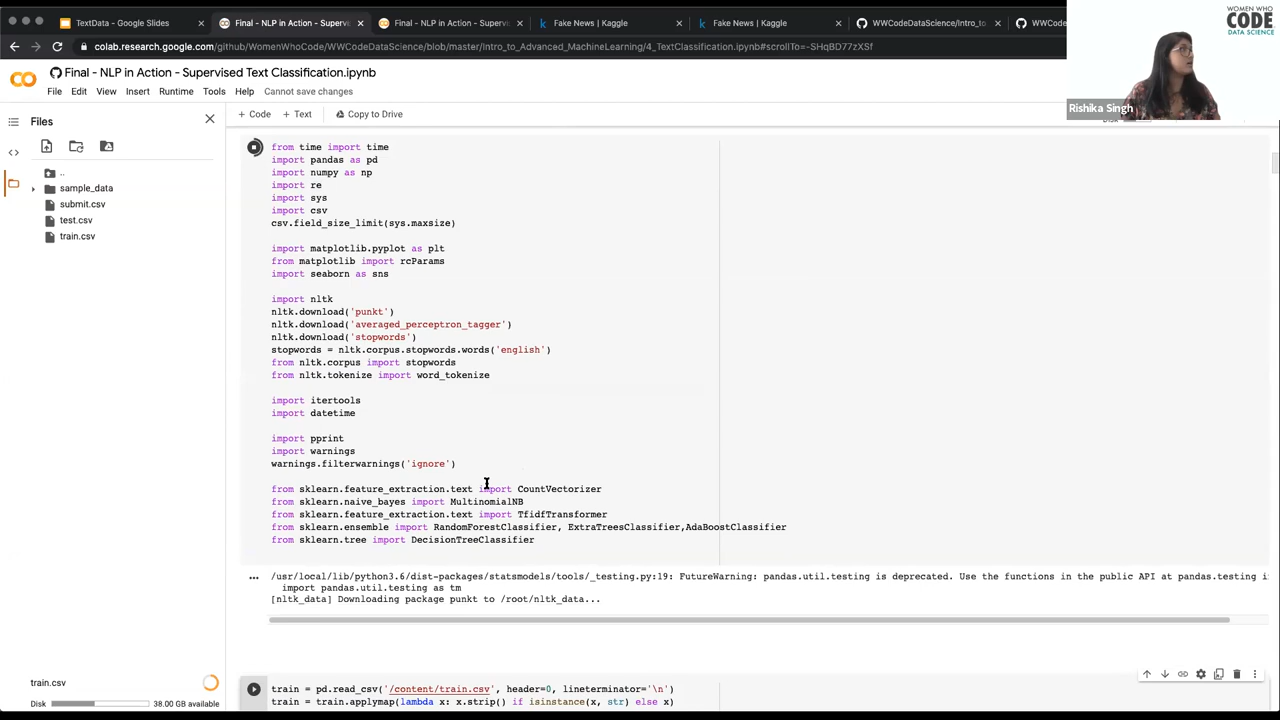 TextData - Google Slides
Final - NLP in Action - Supervi
Final - NLP in Action - Supervi
Fake News | Kaggle
Fake News | Kaggle
WWCodeDataScience/Intro_to
WWCod
WOMEN WHO
CODE
DATA SCIENCE
colab.research.google.com/github/WomenWhoCode/WWCodeDataScience/blob/master/Intro_to_Advanced_MachineLearning/4_TextClassification.ipynb#scrollTo=-SHqBD77zXSf
Final - NLP in Action - Supervised Text Classification.ipynb
File Edit View Insert Runtime Tools Cannot save changes
Rishika Singh
+ Code + Text Copy to Drive
Disk
Files
..
sample_data
submit.csv
test.csv
train.csv
from time import time
import pandas as pd
import numpy as np
import re
import sys
import csv
csv.field_size_limit(sys.maxsize)
import matplotlib.pyplot as plt
from matplotlib import rcParams
import seaborn as sns
import nltk
nltk.download('punkt')
nltk.download('averaged_perceptron_tagger')
nltk.download('stopwords')
stopwords = nltk.corpus.stopwords.words('english')
from nltk.corpus import stopwords
from nltk.tokenize import word_tokenize
import itertools
import datetime
import pprint
import warnings
warnings.filterwarnings('ignore')
from sklearn.feature_extraction.text import CountVectorizer
from sklearn.naive_bayes import MultinomialNB
from sklearn.feature_extraction.text import TfidfTransformer
from sklearn.ensemble import RandomForestClassifier, ExtraTreesClassifier,AdaBoostClassifier
from sklearn.tree import DecisionTreeClassifier
/usr/local/lib/python3.6/dist-packages/statsmodels/tools/_testing.py:19: FutureWarning: pandas.util.testing is deprecated. Use the functions in the public API at pandas.testing i
import pandas.util.testing as tm
[nltk_data] Downloading package punkt to /root/nltk_data...
train.csv
Disk 38.00 GB available
train = pd.read_csv('/content/train.csv', header=0, lineterminator='\n')
train = train.applymap(lambda x: x.strip() if isinstance(x, str) else x)